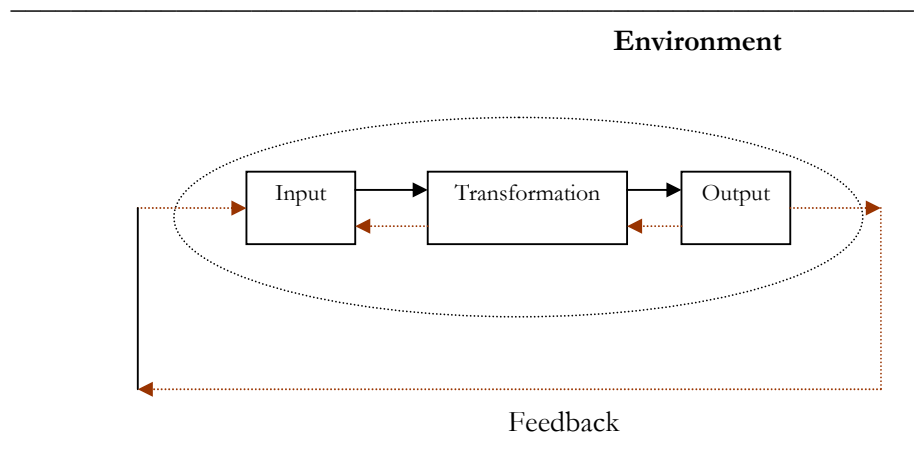 Environment
Input
Transformation
Output
Feedback